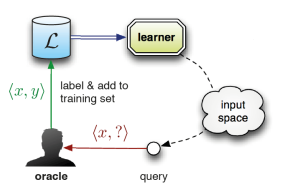 ℒ
learner
⟨x, y⟩
label & add to
training set
input
space
⟨x, ?⟩
oracle
query